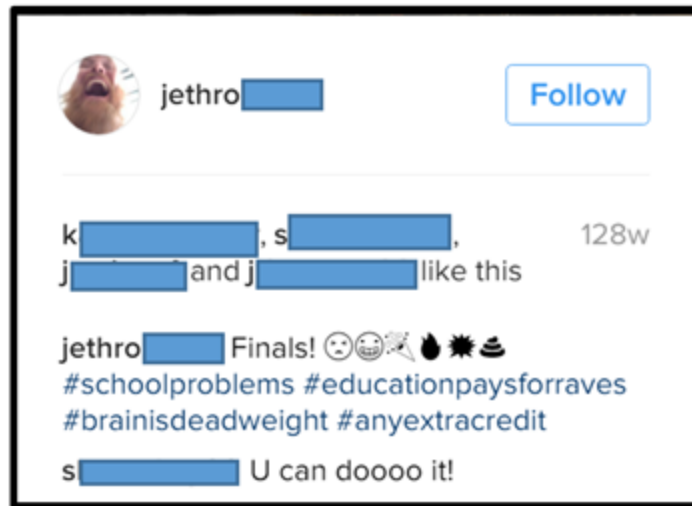 jethro
Follow
k , s , 128w
j and j like this
jethro Finals! 
#schoolproblems #educationpaysforraves
#brainisdeadweight #anyextracredit
s U can doooo it!